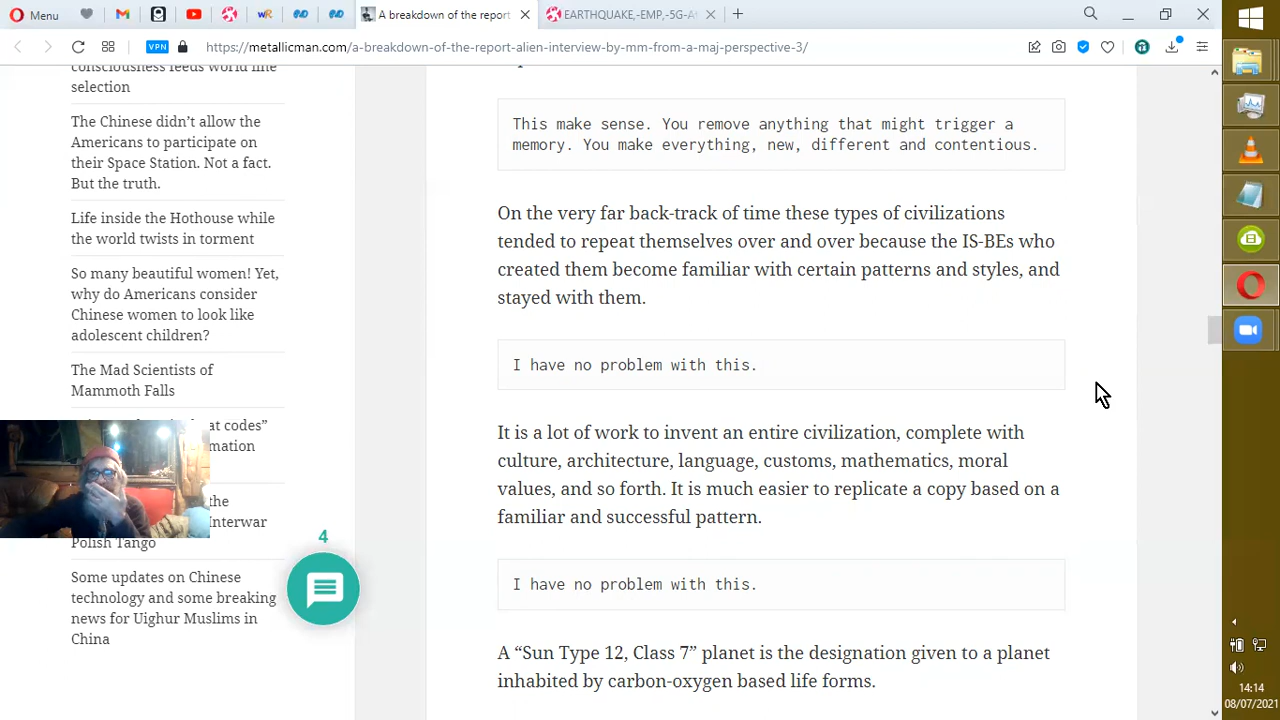 Menu
A breakdown of the report
EARTHQUAKE,-EMP,-5G-A
VPN
https://metallicman.com/a-breakdown-of-the-report-alien-interview-by-mm-from-a-maj-perspective-3/
consciousness feeds world line
selection
The Chinese didn’t allow the
Americans to participate on
their Space Station. Not a fact.
But the truth.
Life inside the Hothouse while
the world twists in torment
So many beautiful women! Yet,
why do Americans consider
Chinese women to look like
adolescent children?
The Mad Scientists of
Mammoth Falls
at codes”
mation
the
Interwar
Polish Tango
Some updates on Chinese
technology and some breaking
news for Uighur Muslims in
China
4
This make sense. You remove anything that might trigger a
memory. You make everything, new, different and contentious.
On the very far back-track of time these types of civilizations
tended to repeat themselves over and over because the IS-BEs who
created them become familiar with certain patterns and styles, and
stayed with them.
I have no problem with this.
It is a lot of work to invent an entire civilization, complete with
culture, architecture, language, customs, mathematics, moral
values, and so forth. It is much easier to replicate a copy based on a
familiar and successful pattern.
I have no problem with this.
A “Sun Type 12, Class 7” planet is the designation given to a planet
inhabited by carbon-oxygen based life forms.
14:14
08/07/2021